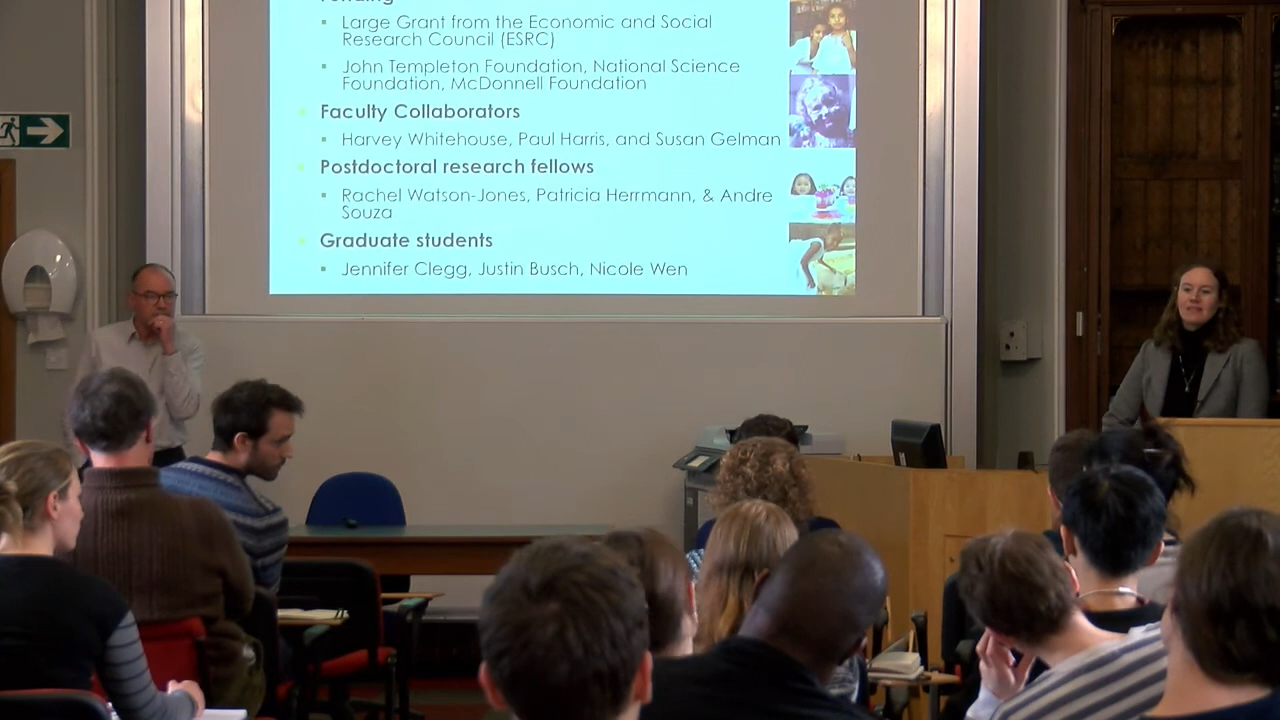 Funding
Large Grant from the Economic and Social
Research Council (ESRC)
John Templeton Foundation, National Science
Foundation, McDonnell Foundation
Faculty Collaborators
Harvey Whitehouse, Paul Harris, and Susan Gelman
Postdoctoral research fellows
Rachel Watson-Jones, Patricia Herrmann, & Andre
Souza
Graduate students
Jennifer Clegg, Justin Busch, Nicole Wen